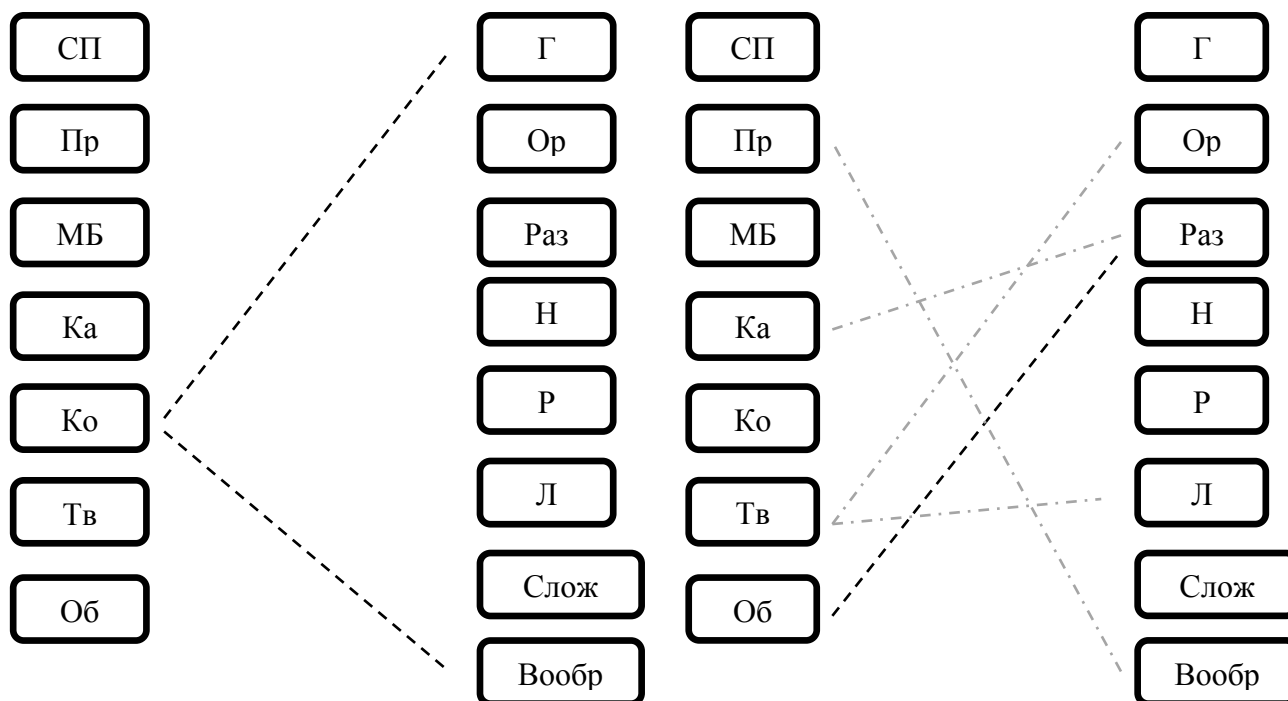 СП
Пр
МБ
Ка
Ко
Тв
Об
Г
Ор
Раз
Н
Р
Л
Слож
Вообр
СП
Пр
МБ
Ка
Ко
Тв
Об
Г
Ор
Раз
Н
Р
Л
Слож
Вообр